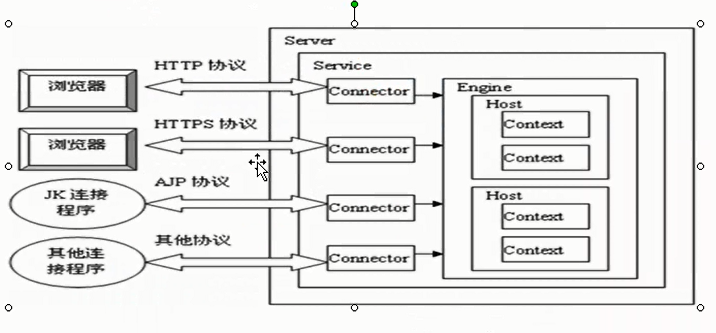 Server
Service
HTTP 协议
浏览器
Connector
Engine
Host
Context
Context
HTTPS 协议
浏览器
Connector
AJP 协议
JK 连接
程序
Connector
Host
Context
Context
其他协议
其他连
接程序
Connector